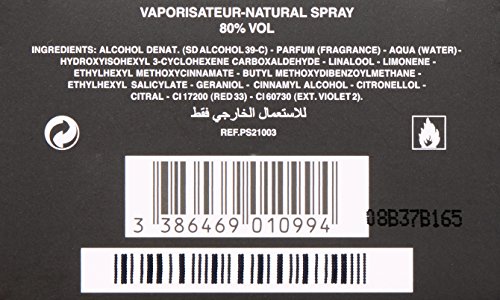 VAPORISATEUR-NATURAL SPRAY
80% VOL
INGREDIENTS: ALCOHOL DENAT. (SD ALCOHOL 39-C) - PARFUM (FRAGRANCE) - AQUA (WATER)-
HYDROXYISOHEXYL 3-CYCLOHEXENE CARBOXALDEHYDE - LINALOOL - LIMONENE -
ETHYLHEXYL METHOXYCINNAMATE - BUTYL METHOXYDIBENZOYLMETHANE -
ETHYLHEXYL SALICYLATE - GERANIOL - CINNAMYL ALCOHOL - CITRONELLOL -
CITRAL - CI 17200 (RED 33) - CI 60730 (EXT. VIOLET 2).
للاستعمال الخارجي فقط
REF.PS21003
3 386469 010994
08B37B165